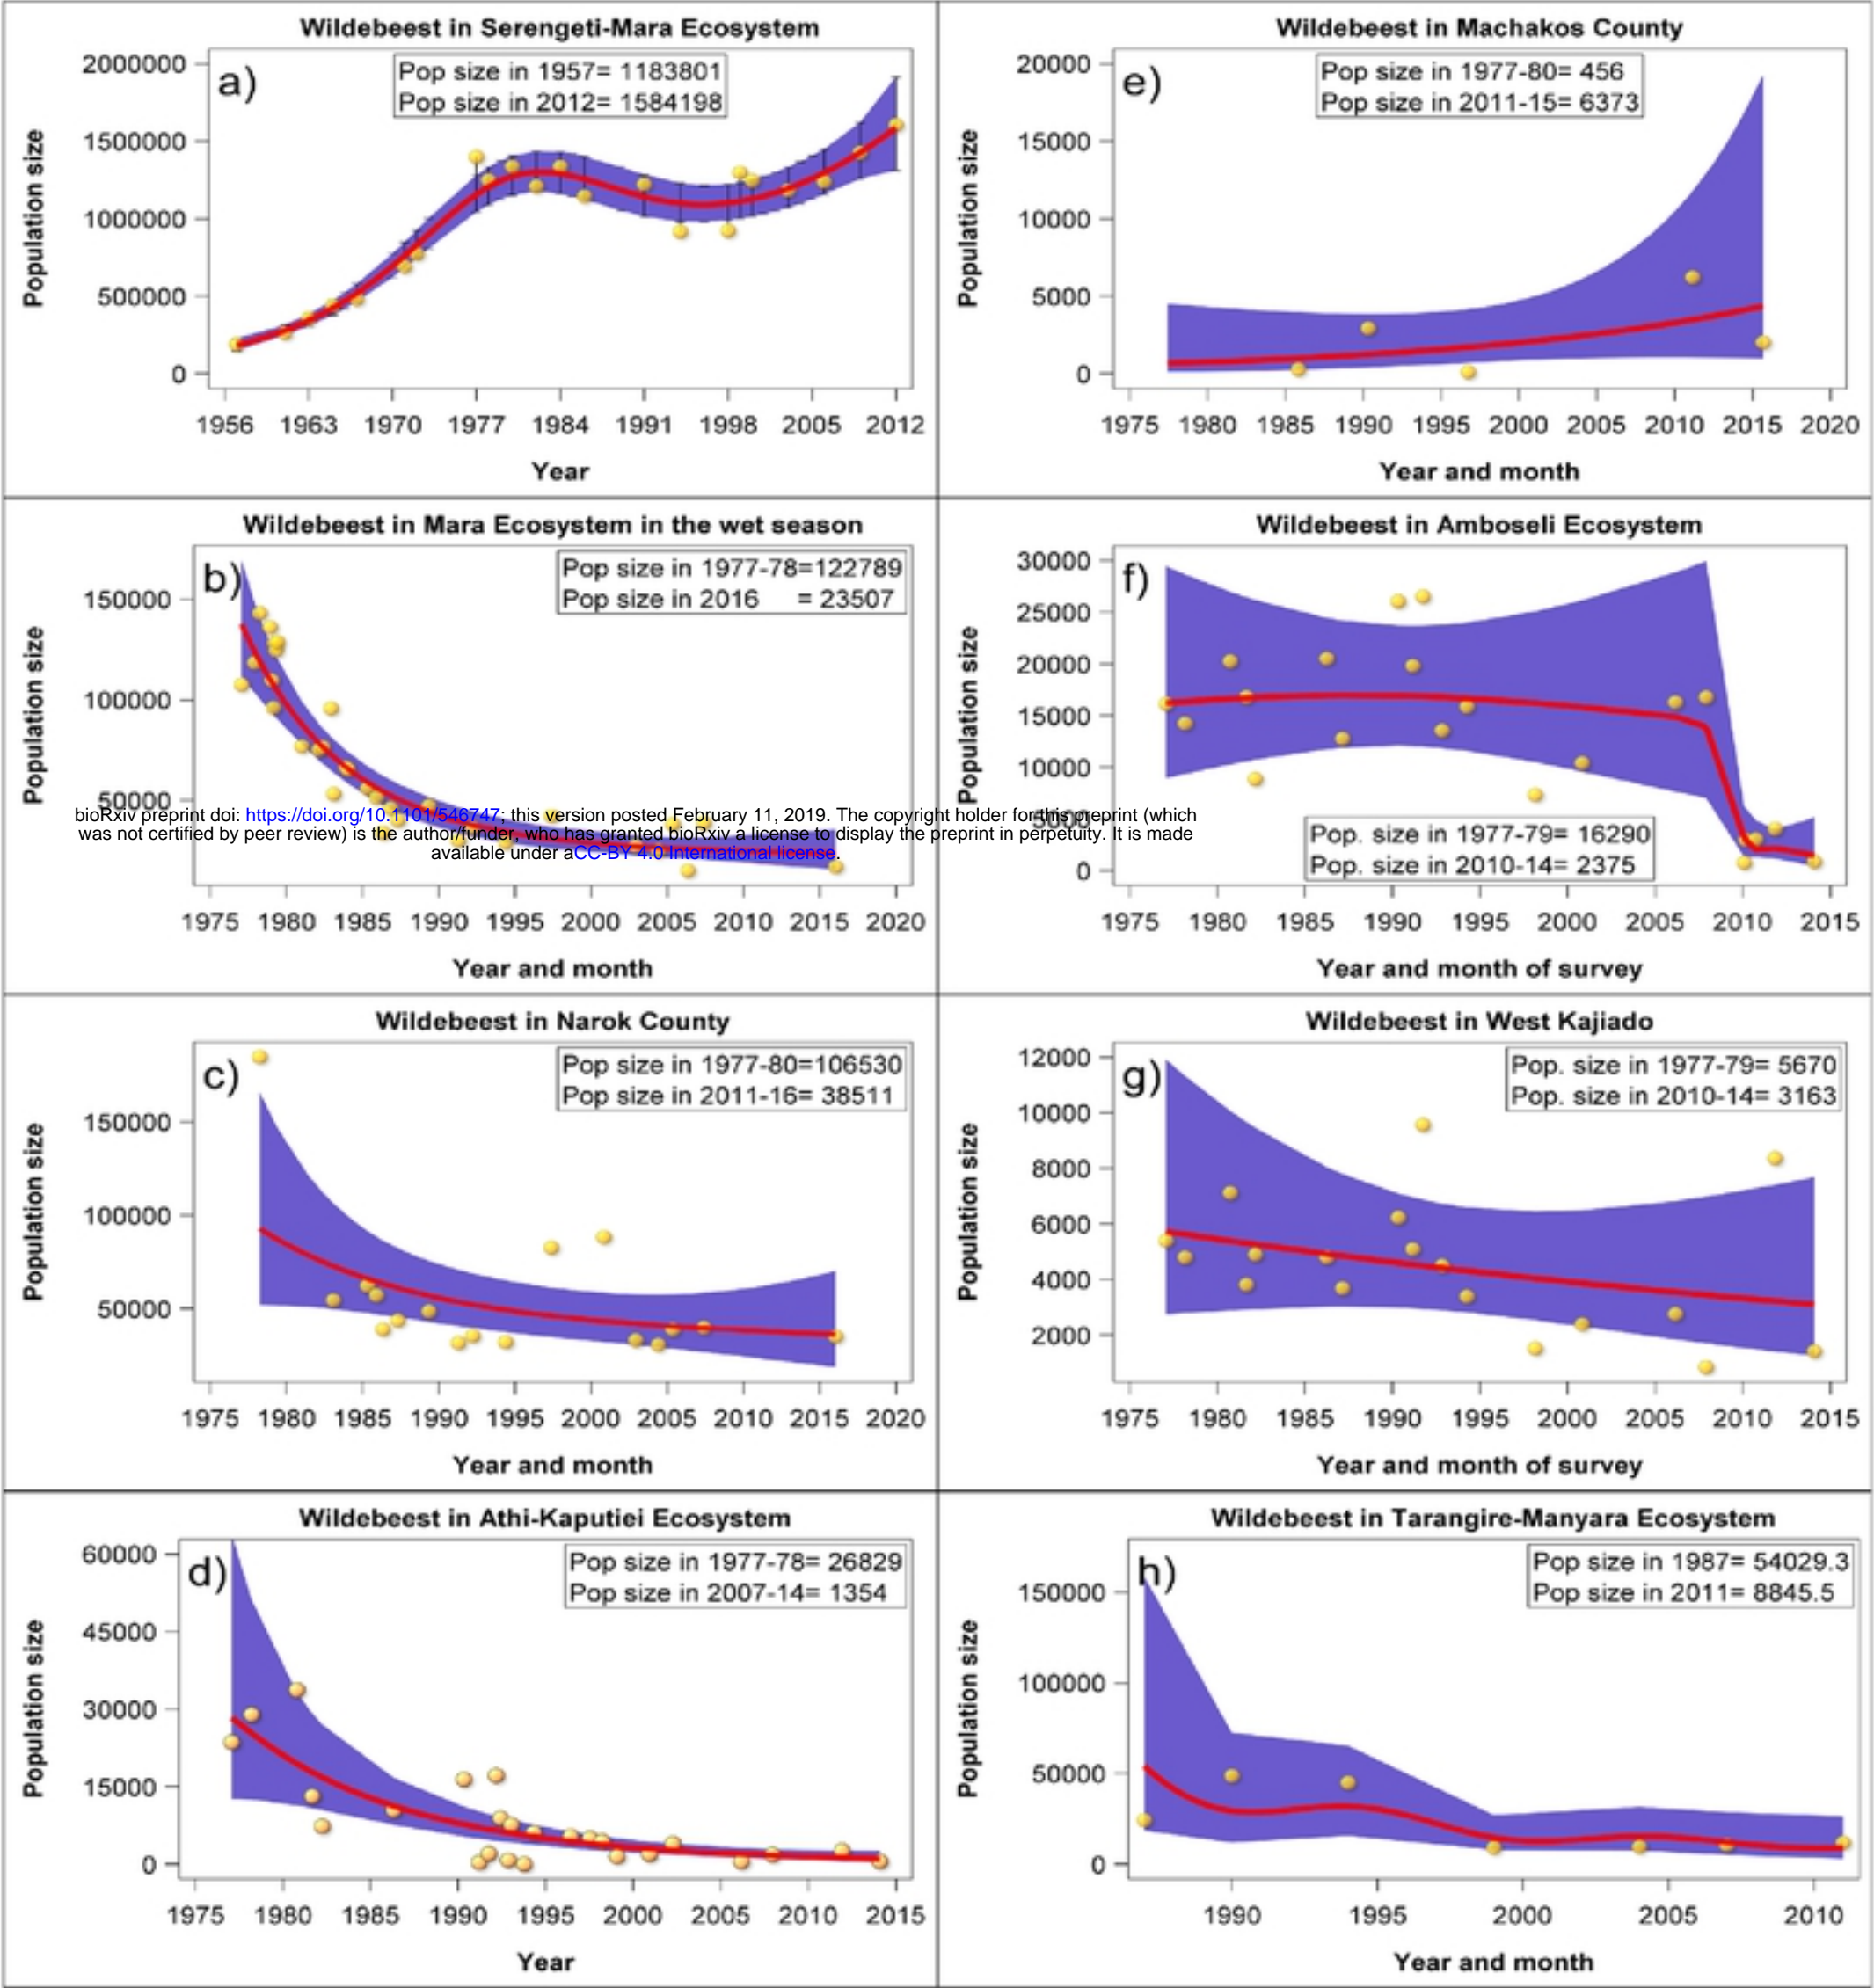 Wildebeest in Serengeti-Mara Ecosystem
a)
Pop size in 1957= 1183801
Pop size in 2012= 1584198
Population size
2000000
1500000
1000000
500000
0
1956 1963 1970 1977 1984 1991 1998 2005 2012
Year
Wildebeest in Machakos County
e)
Pop size in 1977-80= 456
Pop size in 2011-15= 6373
Population size
20000
15000
10000
5000
0
1975 1980 1985 1990 1995 2000 2005 2010 2015 2020
Year and month
Wildebeest in Mara Ecosystem in the wet season
b)
Pop size in 1977-78=122789
Pop size in 2016 = 23507
Population size
150000
100000
50000
1975 1980 1985 1990 1995 2000 2005 2010 2015 2020
Year and month
Wildebeest in Amboseli Ecosystem
f)
Population size
30000
25000
20000
15000
10000
5000
0
Pop. size in 1977-79= 16290
Pop. size in 2010-14= 2375
1975 1980 1985 1990 1995 2000 2005 2010 2015
Year and month of survey
bioRxiv preprint doi: https://doi.org/10.1101/546747; this version posted February 11, 2019. The copyright holder for this preprint (which
was not certified by peer review) is the author/funder, who has granted bioRxiv a license to display the preprint in perpetuity. It is made
available under aCC-BY 4.0 International license.
Wildebeest in Narok County
c)
Pop size in 1977-80=106530
Pop size in 2011-16= 38511
Population size
150000
100000
50000
1975 1980 1985 1990 1995 2000 2005 2010 2015 2020
Year and month
Wildebeest in West Kajiado
g)
Pop. size in 1977-79= 5670
Pop. size in 2010-14= 3163
Population size
12000
10000
8000
6000
4000
2000
1975 1980 1985 1990 1995 2000 2005 2010 2015
Year and month of survey
Wildebeest in Athi-Kaputiei Ecosystem
d)
Pop size in 1977-78= 26829
Pop size in 2007-14= 1354
Population size
60000
45000
30000
15000
0
1975 1980 1985 1990 1995 2000 2005 2010 2015
Year
Wildebeest in Tarangire-Manyara Ecosystem
h)
Pop size in 1987= 54029.3
Pop size in 2011= 8845.5
Population size
150000
100000
50000
0
1990 1995 2000 2005 2010
Year and month